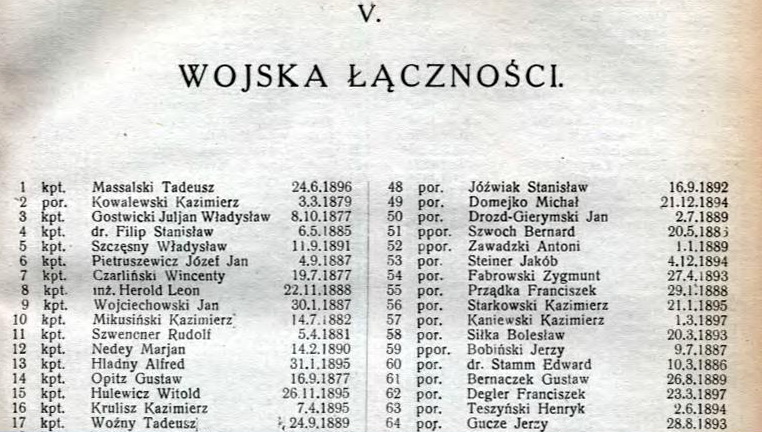 V.
WOJSKA ŁĄCZNOŚCI.
1 kpt. Massalski Tadeusz 24.6.1896
2 por. Kowalewski Kazimierz 3.3.1879
3 kpt. Gostwicki Juljan Władysław 8.10.1877
4 kpt. dr. Filip Stanisław 6.5.1885
5 kpt. Szczęsny Władysław 11.9.1891
6 kpt. Pietruszewicz Józef Jan 4.9.1887
7 kpt. Czarliński Wincenty 19.7.1877
8 kpt. inż. Herold Leon 22.11.1888
9 kpt. Wojciechowski Jan 30.1.1887
10 kpt. Mikusiński Kazimierz 14.7.1882
11 kpt. Szwencner Rudolf 5.4.1881
12 kpt. Nedey Marjan 14.2.1890
13 kpt. Hladny Alfred 31.1.1895
14 kpt. Opitz Gustaw 16.9.1877
15 kpt. Hulewicz Witold 26.11.1895
16 kpt. Krulisz Kazimierz 7.4.1895
17 kpt. Woźny Tadeusz 24.9.1889
48 por. Jóźwiak Stanisław 16.9.1892
49 por. Domejko Michał 21.12.1894
50 por. Drozd-Gierymski Jan 2.7.1889
51 ppor. Szwoch Bernard
52 ppor. Zawadzki Antoni 1.1.1889
53 por. Steiner Jakób 4.12.1894
54 por. Fabrowski Zygmunt 27.4.1893
55 por. Prządka Franciszek 29.1.1888
56 por. Starkowski Kazimierz 21.1.1895
57 por. Kaniewski Kazimierz 1.3.1897
58 por. Siłka Bolesław 20.3.1893
59 ppor. Bobiński Jerzy 9.7.1887
60 por. dr. Stamm Edward 10.3.1886
61 por. Bernaczek Gustaw 26.8.1889
62 por. Degler Franciszek 23.3.1897
63 por. Teszyński Henryk 2.6.1894
64 por. Gucze Jerzy 28.8.1893